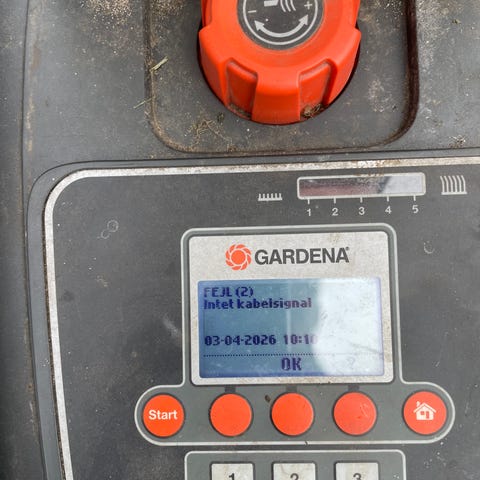 1 2 3 4 5
GARDENA
FEJL(2)
Intet kabelsignal
03-04-2026 10:10
OK
Start
1 2 3